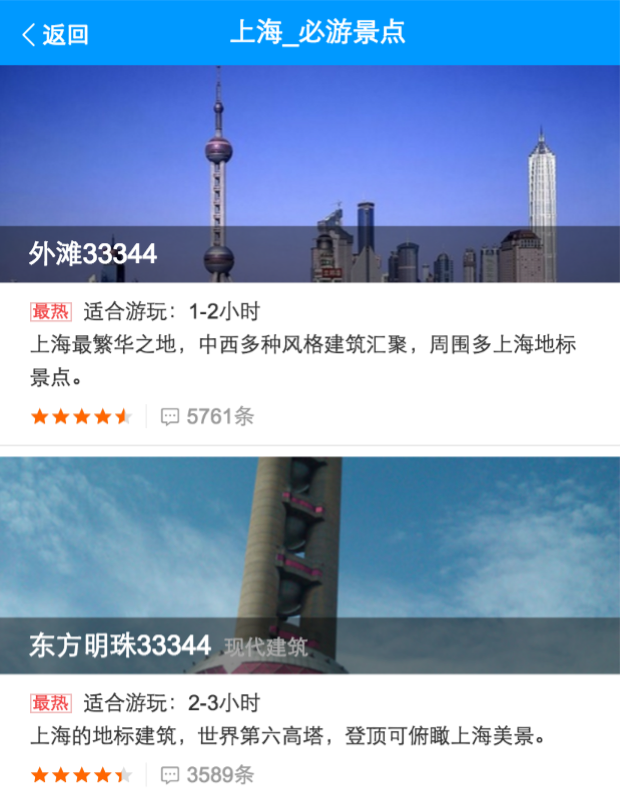 返回
上海_必游景点
外滩33344
最热 适合游玩：1-2小时
上海最繁华之地，中西多种风格建筑汇聚，周围多上海地标
景点。
5761条
东方明珠33344 现代建筑
最热 适合游玩：2-3小时
上海的地标建筑，世界第六高塔，登顶可俯瞰上海美景。
3589条